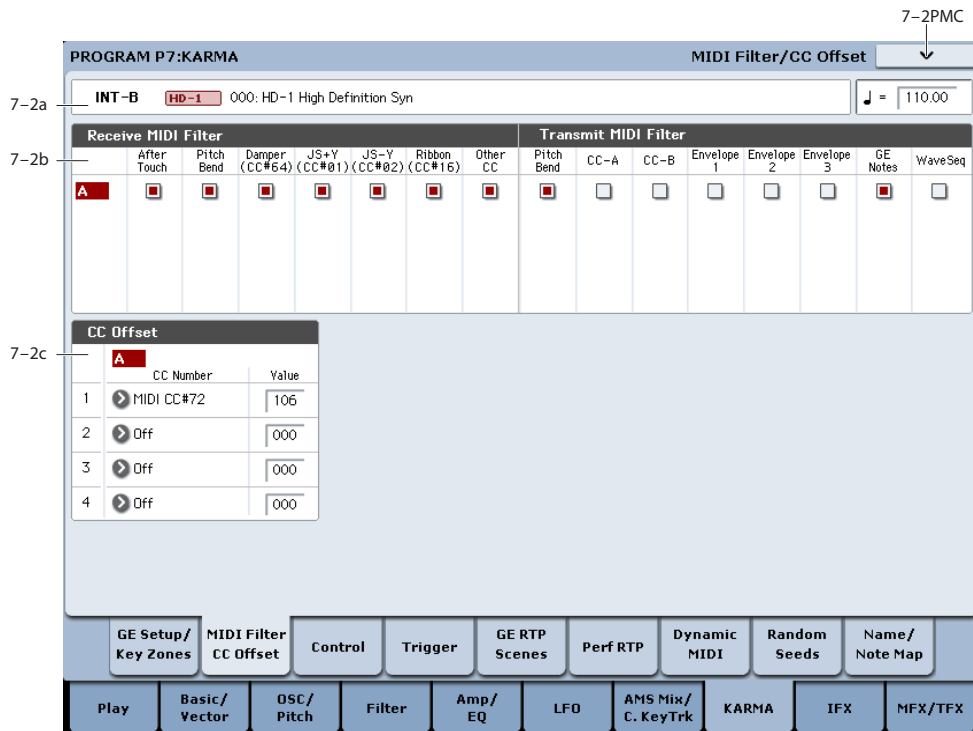 7–2PMC
PROGRAM P7:KARMA
MIDI Filter/CC Offset
7–2a
INT-B HD-1 000: HD-1 High Definition Syn
♩ = 110.00
Receive MIDI Filter
Transmit MIDI Filter
7–2b
After Touch
Pitch Bend
Damper (CC#64)
JS+Y (CC#01)
JS-Y (CC#02)
Ribbon (CC#16)
Other CC
Pitch Bend
CC-A
CC-B
Envelope 1
Envelope 2
Envelope 3
GE Notes
WaveSeq
A
CC Offset
7–2c
A
CC Number Value
1 MIDI CC#72 106
2 Off 000
3 Off 000
4 Off 000
GE Setup/ Key Zones
MIDI Filter CC Offset
Control
Trigger
GE RTP Scenes
Perf RTP
Dynamic MIDI
Random Seeds
Name/ Note Map
Play
Basic/ Vector
OSC/ Pitch
Filter
Amp/ EQ
LFO
AMS Mix/ C. KeyTrk
KARMA
IFX
MFX/TFX